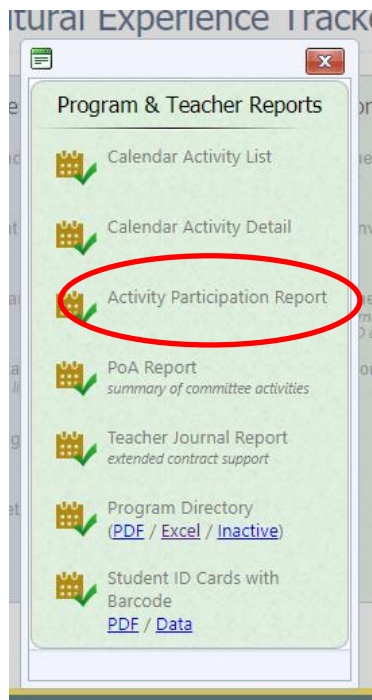 tural Experience Track
Program & Teacher Reports
Calendar Activity List
Calendar Activity Detail
Activity Participation Report
PoA Report
summary of committee activities
Teacher Journal Report
extended contract support
Program Directory
(PDF / Excel / Inactive)
Student ID Cards with
Barcode
PDF / Data